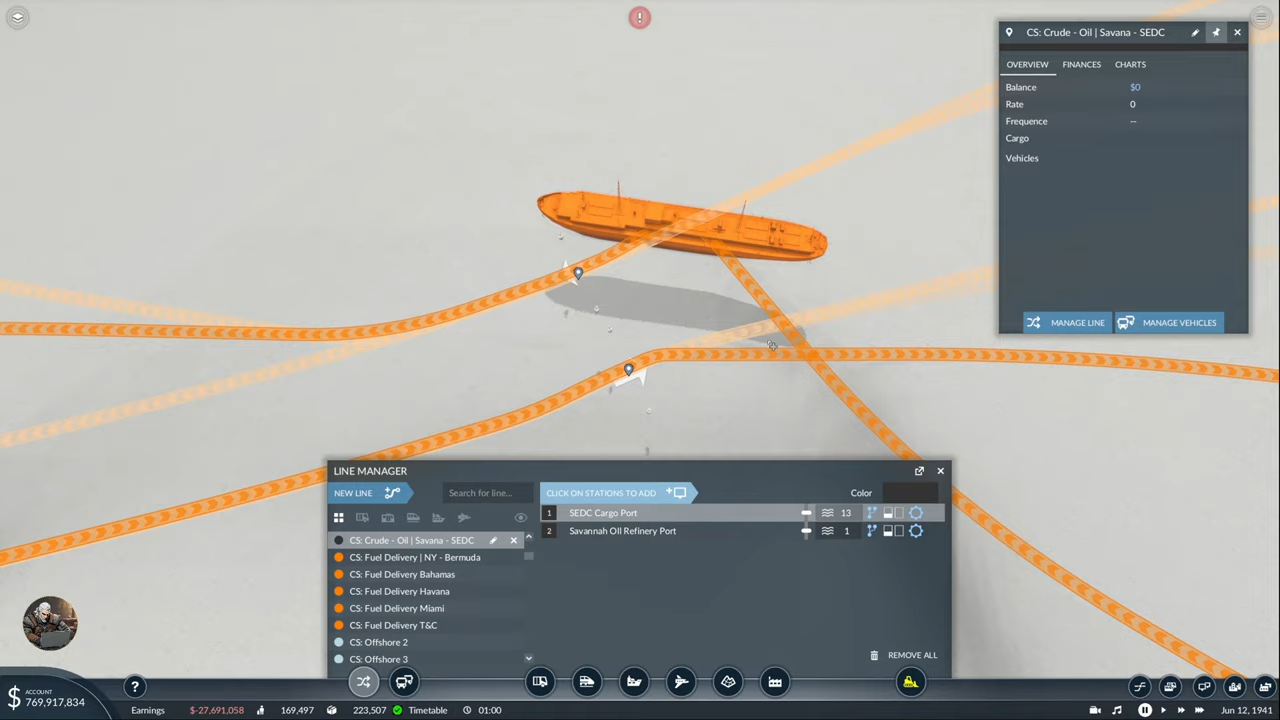 CS: Crude - Oil | Savana - SEDC
OVERVIEW FINANCES CHARTS
Balance $0
Rate 0
Frequence --
Cargo
Vehicles
MANAGE LINE MANAGE VEHICLES
LINE MANAGER
NEW LINE Search for line... CLICK ON STATIONS TO ADD Color
1 SEDC Cargo Port 13
2 Savannah OIl Refinery Port 1
CS: Crude - Oil | Savana - SEDC
CS: Fuel Delivery | NY - Bermuda
CS: Fuel Delivery Bahamas
CS: Fuel Delivery Havana
CS: Fuel Delivery Miami
CS: Fuel Delivery T&C
CS: Offshore 2
CS: Offshore 3
REMOVE ALL
$ ACCOUNT
769,917,834
?
Earnings $-27,691,058 169,497 223,507 Timetable 01:00 Jun 12, 1941